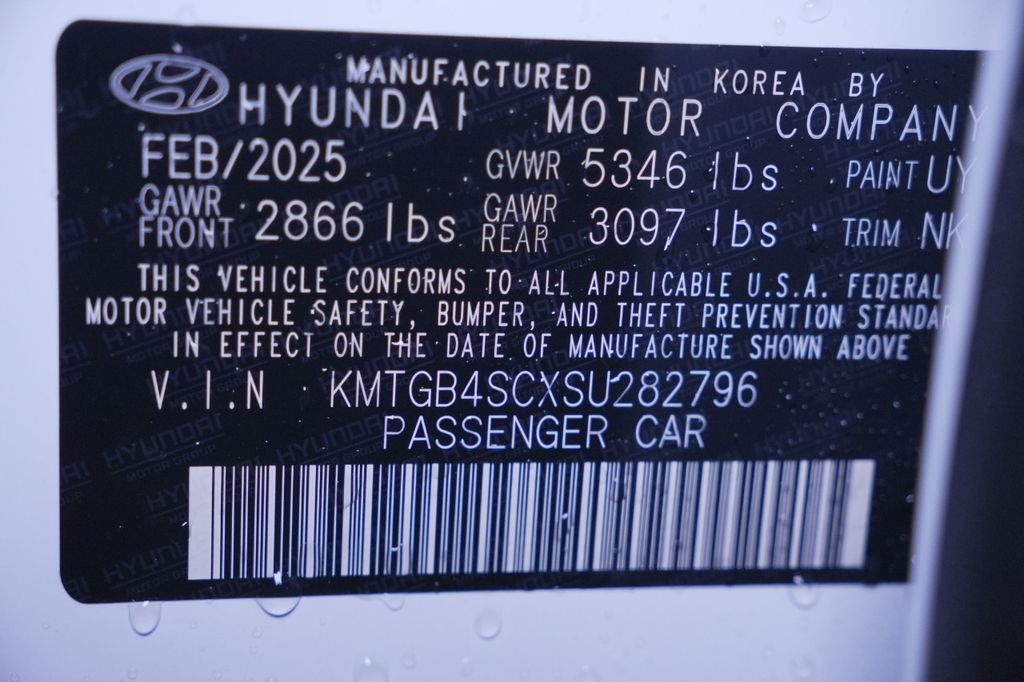 MANUFACTURED IN KOREA BY
HYUNDAI MOTOR COMPANY
FEB/2025 GVWR 5346 lbs PAINT UY
GAWR FRONT 2866 lbs GAWR REAR 3097 lbs TRIM NK
THIS VEHICLE CONFORMS TO ALL APPLICABLE U.S.A. FEDERAL
MOTOR VEHICLE SAFETY, BUMPER, AND THEFT PREVENTION STANDAR
IN EFFECT ON THE DATE OF MANUFACTURE SHOWN ABOVE
V.I.N KMTGB4SCXSU282796
PASSENGER CAR